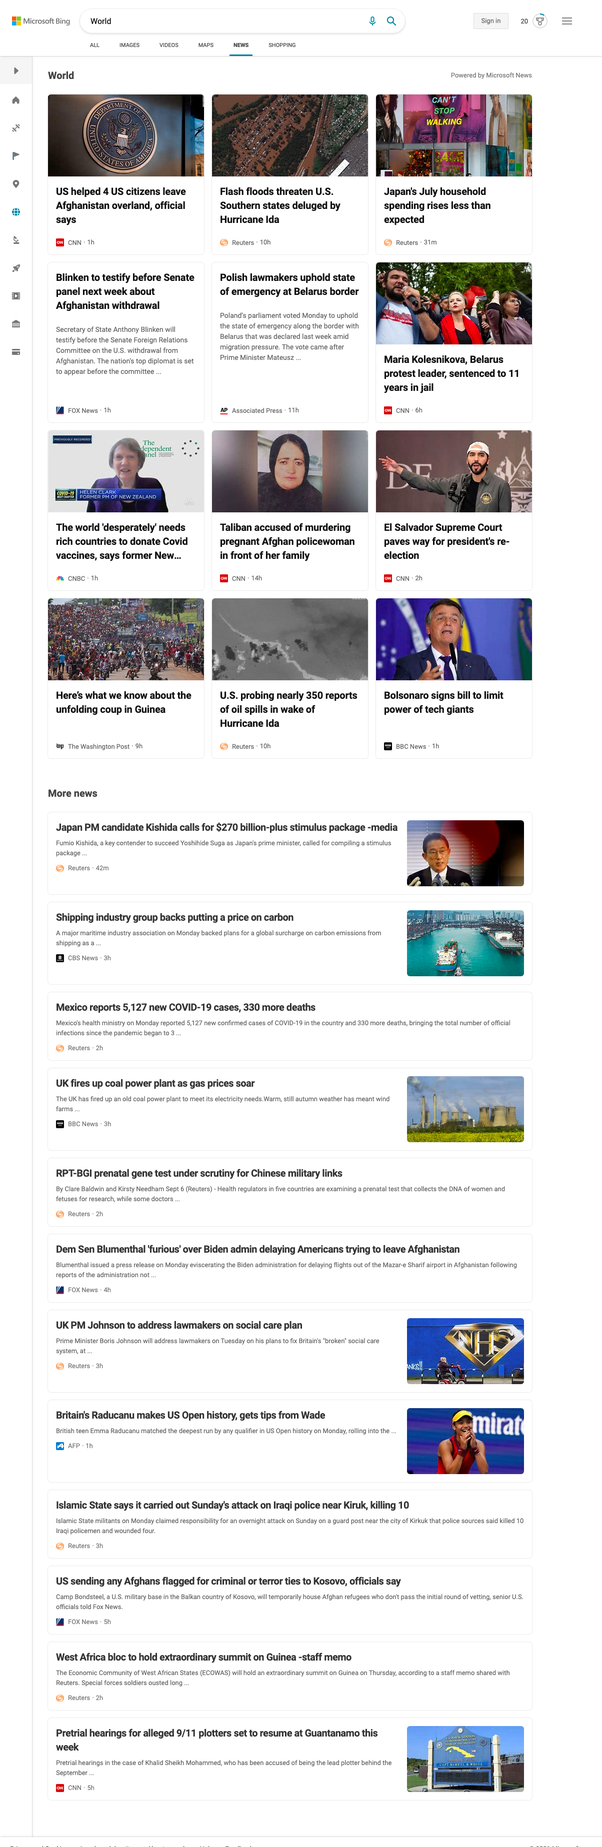 Microsoft Bing
World
Sign in
20
ALL IMAGES VIDEOS MAPS NEWS SHOPPING
World
Powered by Microsoft News
DEPARTMENT OF STATE
UNITED STATES OF AMERICA
US helped 4 US citizens leave
Afghanistan overland, official
says
CNN · 1h
Flash floods threaten U.S.
Southern states deluged by
Hurricane Ida
Reuters · 10h
CAN'T
STOP
WALKING
Japan's July household
spending rises less than
expected
Reuters · 31m
Blinken to testify before Senate
panel next week about
Afghanistan withdrawal
Secretary of State Anthony Blinken will
testify before the Senate Foreign Relations
Committee on the U.S. withdrawal from
Afghanistan. The nation's top diplomat is set
to appear before the committee ...
FOX News · 1h
Polish lawmakers uphold state
of emergency at Belarus border
Poland's parliament voted Monday to uphold
the state of emergency along the border with
Belarus that was declared last week amid
migration pressure. The vote came after
Prime Minister Mateusz ...
AP Associated Press · 11h
Maria Kolesnikova, Belarus
protest leader, sentenced to 11
years in jail
CNN · 6h
PREVIOUSLY RECORDED
The
HELEN CLARK
FORMER PM OF NEW ZEALAND
The world 'desperately' needs
rich countries to donate Covid
vaccines, says former New...
CNBC · 1h
Taliban accused of murdering
pregnant Afghan policewoman
in front of her family
CNN · 14h
El Salvador Supreme Court
paves way for president's re-
election
CNN · 2h
Here's what we know about the
unfolding coup in Guinea
wp The Washington Post · 9h
U.S. probing nearly 350 reports
of oil spills in wake of
Hurricane Ida
Reuters · 10h
Bolsonaro signs bill to limit
power of tech giants
BBC News · 1h
More news
Japan PM candidate Kishida calls for $270 billion-plus stimulus package -media
Fumio Kishida, a key contender to succeed Yoshihide Suga as Japan's prime minister, called for compiling a stimulus
package ...
Reuters · 42m
Shipping industry group backs putting a price on carbon
A major maritime industry association on Monday backed plans for a global surcharge on carbon emissions from
shipping as a ...
CBS News · 3h
Mexico reports 5,127 new COVID-19 cases, 330 more deaths
Mexico's health ministry on Monday reported 5,127 new confirmed cases of COVID-19 in the country and 330 more deaths, bringing the total number of official
infections since the pandemic began to 3 ...
Reuters · 2h
UK fires up coal power plant as gas prices soar
The UK has fired up an old coal power plant to meet its electricity needs.Warm, still autumn weather has meant wind
farms ...
BBC News · 3h
RPT-BGI prenatal gene test under scrutiny for Chinese military links
By Clare Baldwin and Kirsty Needham Sept 6 (Reuters) - Health regulators in five countries are examining a prenatal test that collects the DNA of women and
fetuses for research, while some doctors ...
Reuters · 2h
Dem Sen Blumenthal 'furious' over Biden admin delaying Americans trying to leave Afghanistan
Blumenthal issued a press release on Monday eviscerating the Biden administration for delaying flights out of the Mazar-e Sharif airport in Afghanistan following
reports of the administration not ...
FOX News · 4h
UK PM Johnson to address lawmakers on social care plan
Prime Minister Boris Johnson will address lawmakers on Tuesday on his plans to fix Britain's "broken" social care
system, at ...
Reuters · 3h
NHS
Britain's Raducanu makes US Open history, gets tips from Wade
British teen Emma Raducanu matched the deepest run by any qualifier in US Open history on Monday, rolling into the ...
AFP · 1h
mirate
Islamic State says it carried out Sunday's attack on Iraqi police near Kiruk, killing 10
Islamic State militants on Monday claimed responsibility for an overnight attack on Sunday on a guard post near the city of Kirkuk that police sources said killed 10
Iraqi policemen and wounded four.
Reuters · 3h
US sending any Afghans flagged for criminal or terror ties to Kosovo, officials say
Camp Bondsteel, a U.S. military base in the Balkan country of Kosovo, will temporarily house Afghan refugees who don't pass the initial round of vetting, senior U.S.
officials told Fox News.
FOX News · 5h
West Africa bloc to hold extraordinary summit on Guinea -staff memo
The Economic Community of West African States (ECOWAS) will hold an extraordinary summit on Guinea on Thursday, according to a staff memo shared with
Reuters. Special forces soldiers ousted long ...
Reuters · 2h
Pretrial hearings for alleged 9/11 plotters set to resume at Guantanamo this
week
Pretrial hearings in the case of Khalid Sheikh Mohammed, who has been accused of being the lead plotter behind the
September ...
CNN · 5h